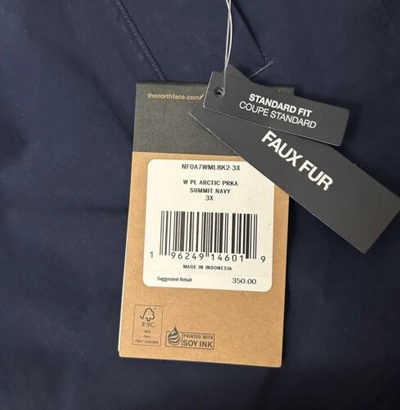 thenorthface.com/
STANDARD FIT
COUPE STANDARD
FAUX FUR
NF0A7WML8K2-3X
W PL ARCTIC PRKA
SUMMIT NAVY
3X
1 96249 14601 9
MADE IN INDONESIA
Suggested Retail 350.00
FSC
PRINTED WITH
SOY INK